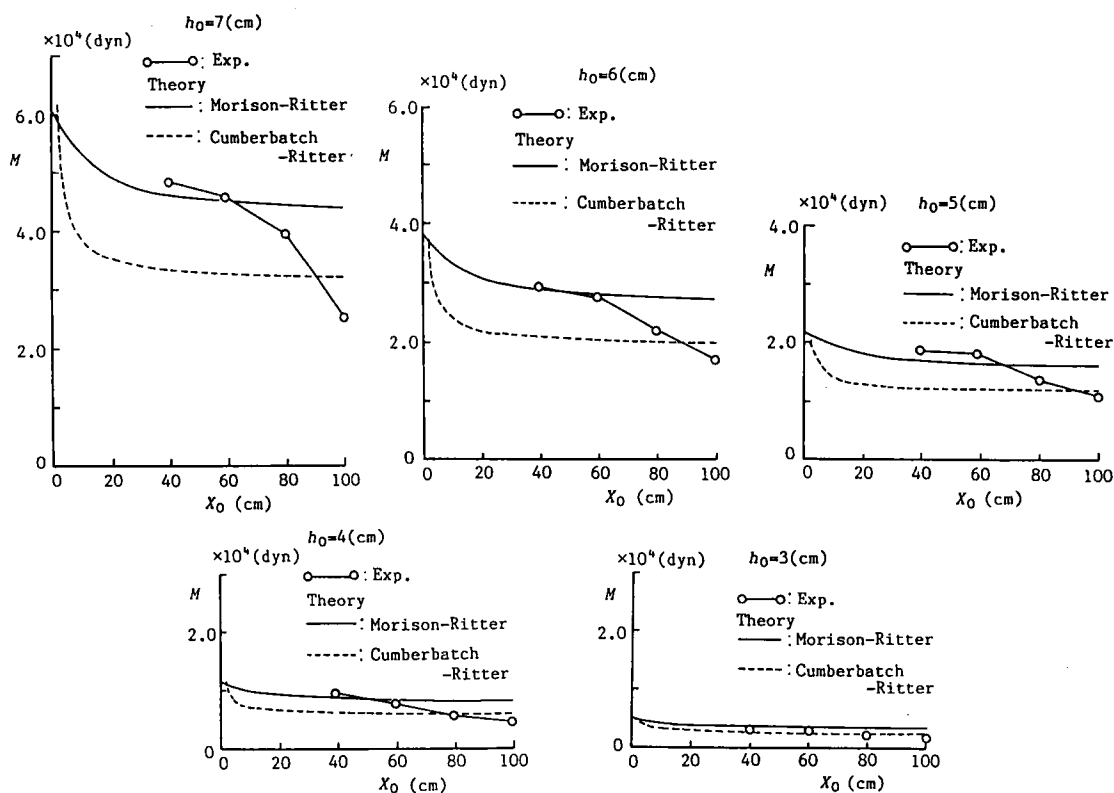 h₀=7(cm)
×10⁴(dyn)
: Exp.
Theory
: Morison-Ritter
: Cumberbatch
-Ritter
M
6.0
4.0
2.0
0
0 20 40 60 80 100
X₀ (cm)
h₀=6(cm)
×10⁴(dyn)
: Exp.
Theory
: Morison-Ritter
: Cumberbatch
-Ritter
M
6.0
4.0
2.0
0
0 20 40 60 80 100
X₀ (cm)
h₀=5(cm)
×10⁴(dyn)
: Exp.
Theory
: Morison-Ritter
: Cumberbatch
-Ritter
M
4.0
2.0
0
0 20 40 60 80 100
X₀ (cm)
h₀=4(cm)
×10⁴(dyn)
: Exp.
Theory
: Morison-Ritter
: Cumberbatch
-Ritter
M
2.0
0
0 20 40 60 80 100
X₀ (cm)
h₀=3(cm)
×10⁴(dyn)
: Exp.
Theory
: Morison-Ritter
: Cumberbatch
-Ritter
M
2.0
0
0 20 40 60 80 100
X₀ (cm)